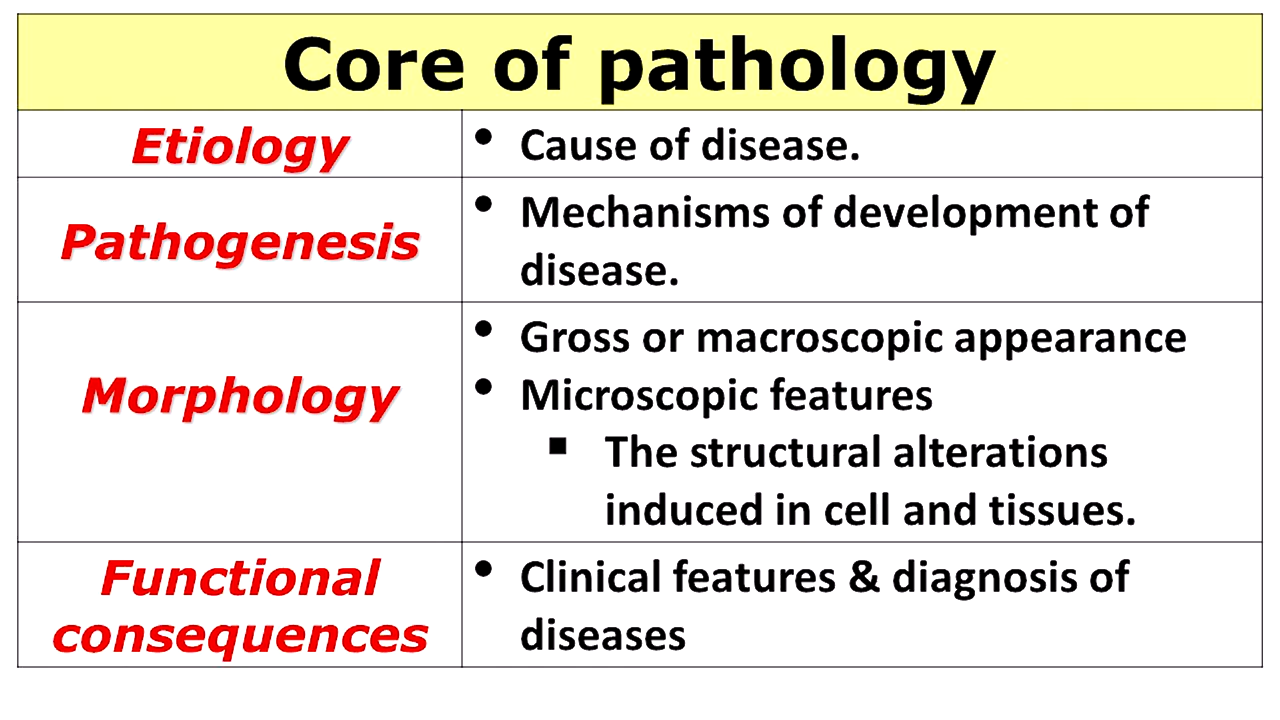 Core of pathology
Etiology
• Cause of disease.
Pathogenesis
• Mechanisms of development of
disease.
Morphology
• Gross or macroscopic appearance
• Microscopic features
▪ The structural alterations
induced in cell and tissues.
Functional
consequences
• Clinical features & diagnosis of
diseases